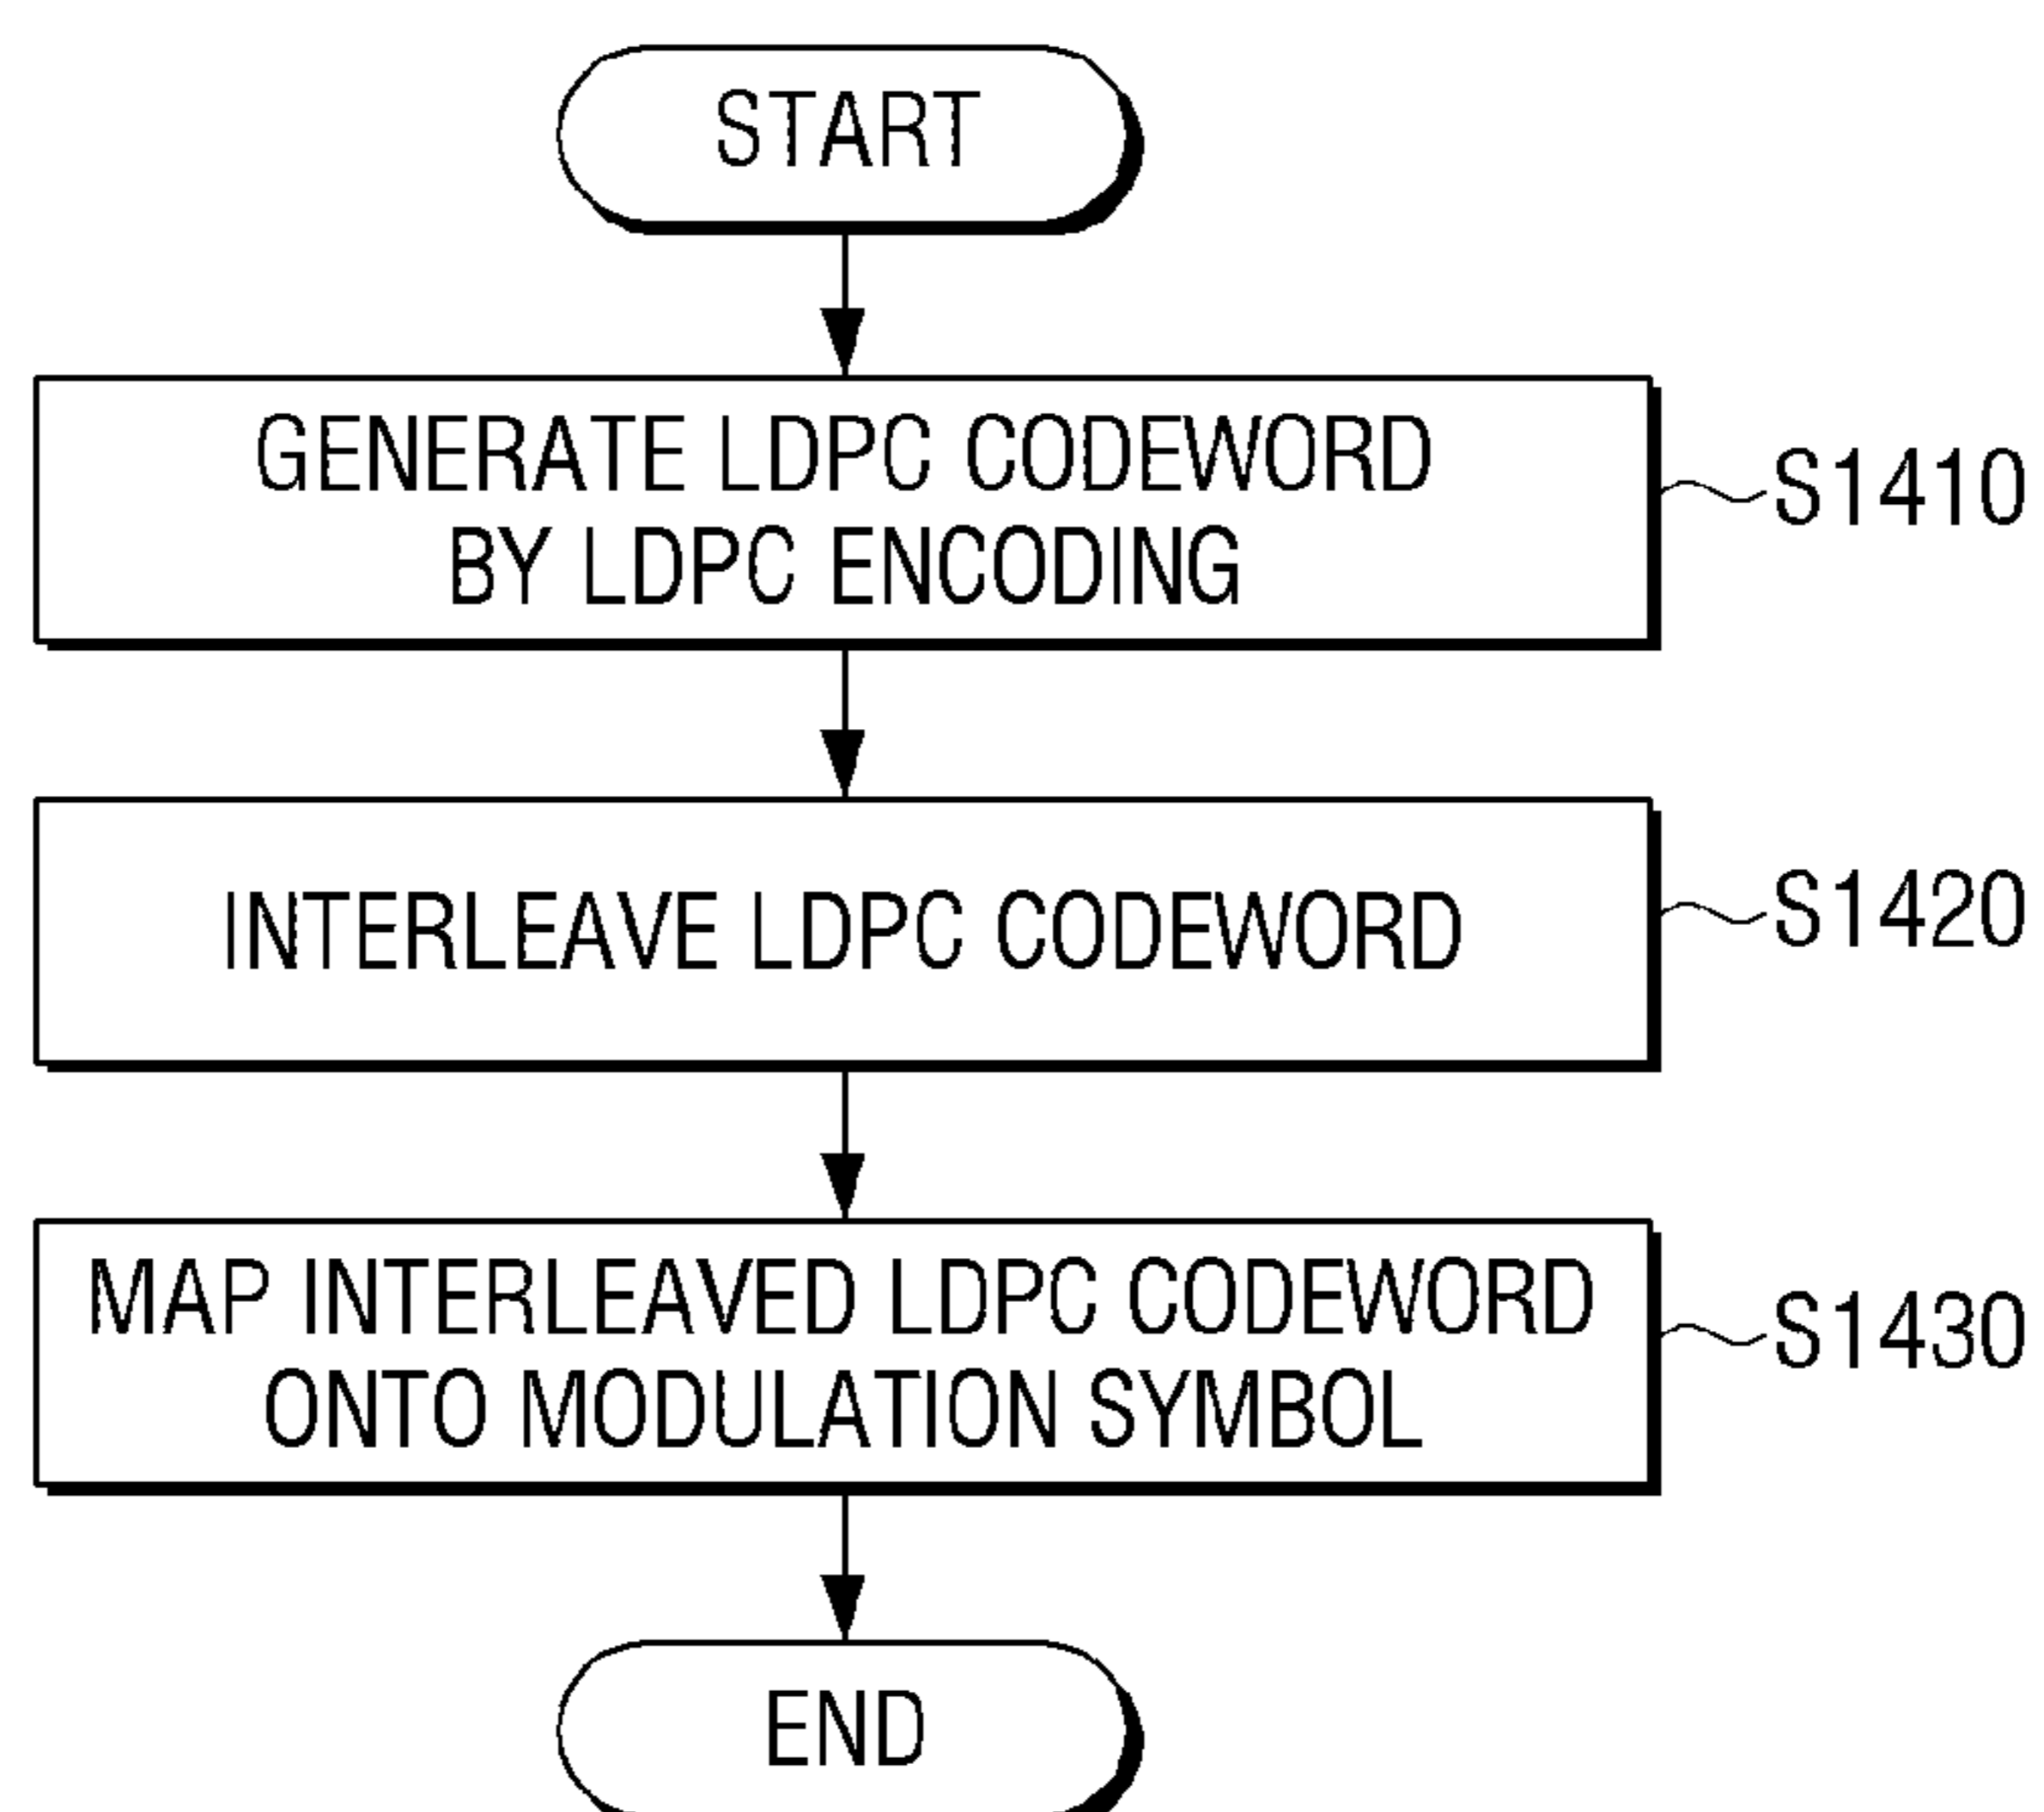 START
GENERATE LDPC CODEWORD
BY LDPC ENCODING
S1410
INTERLEAVE LDPC CODEWORD
S1420
MAP INTERLEAVED LDPC CODEWORD
ONTO MODULATION SYMBOL
S1430
END